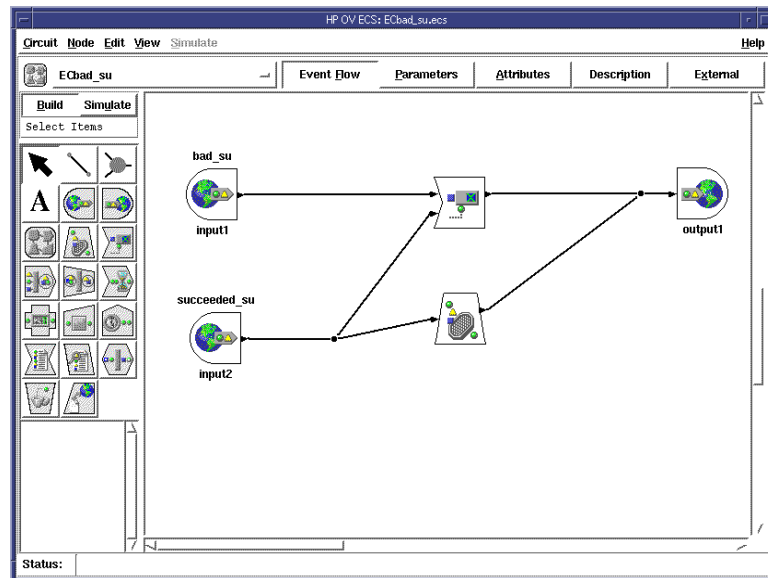 HP OV ECS: ECbad_su.ecs
Circuit Node Edit View Simulate Help
ECbad_su Event Flow Parameters Attributes Description External
Build Simulate
Select Items
A
bad_su
input1
output1
succeeded_su
input2
Status: